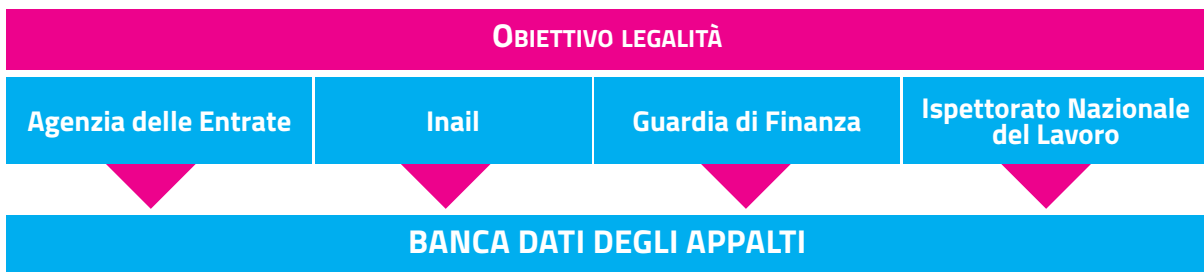 OBIETTIVO LEGALITÀ
Agenzia delle Entrate
Inail
Guardia di Finanza
Ispettorato Nazionale
del Lavoro
BANCA DATI DEGLI APPALTI